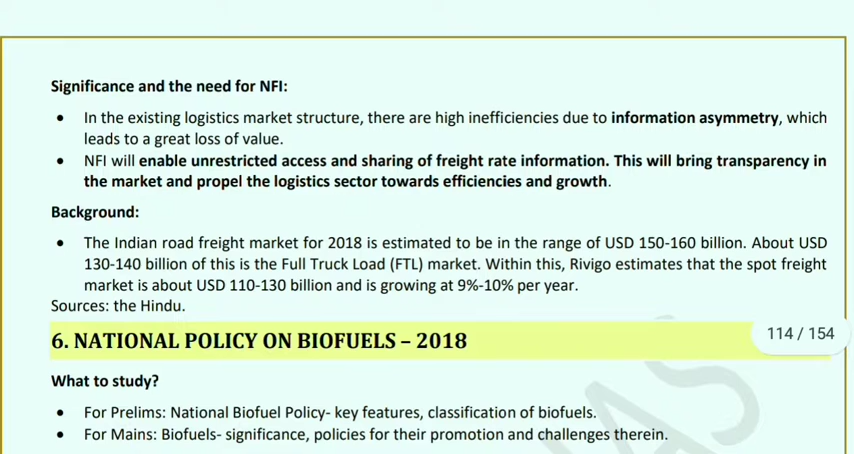 Significance and the need for NFI:
• In the existing logistics market structure, there are high inefficiencies due to information asymmetry, which
leads to a great loss of value.
• NFI will enable unrestricted access and sharing of freight rate information. This will bring transparency in
the market and propel the logistics sector towards efficiencies and growth.
Background:
• The Indian road freight market for 2018 is estimated to be in the range of USD 150-160 billion. About USD
130-140 billion of this is the Full Truck Load (FTL) market. Within this, Rivigo estimates that the spot freight
market is about USD 110-130 billion and is growing at 9%-10% per year.
Sources: the Hindu.
6. NATIONAL POLICY ON BIOFUELS – 2018
114 / 154
What to study?
• For Prelims: National Biofuel Policy- key features, classification of biofuels.
• For Mains: Biofuels- significance, policies for their promotion and challenges therein.